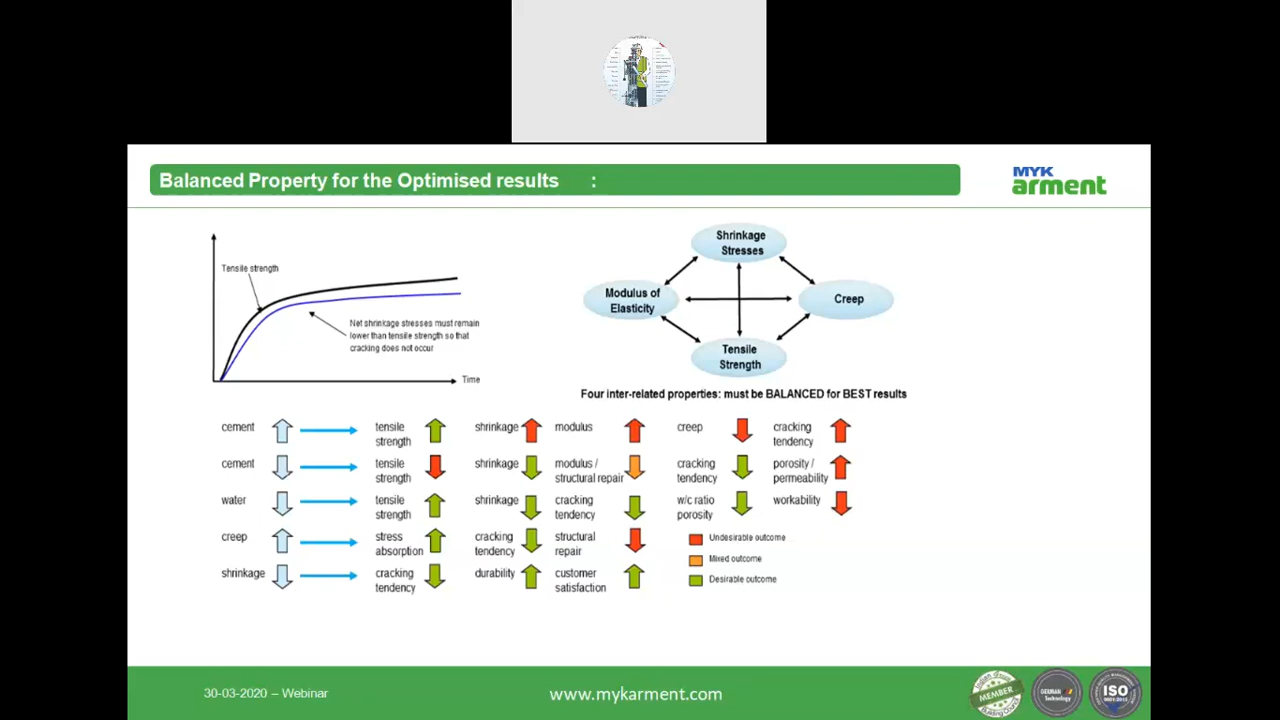 Balanced Property for the Optimised results :
MYK
arment
Tensile strength
Net shrinkage stresses must remain
lower than tensile strength so that
cracking does not occur
Time
Shrinkage
Stresses
Modulus of
Elasticity
Creep
Tensile
Strength
Four inter-related properties: must be BALANCED for BEST results
cement
tensile
strength
shrinkage
modulus
creep
cracking
tendency
cement
tensile
strength
shrinkage
modulus /
structural repair
cracking
tendency
porosity /
permeability
water
tensile
strength
shrinkage
cracking
tendency
w/c ratio
porosity
workability
creep
stress
absorption
cracking
tendency
structural
repair
shrinkage
cracking
tendency
durability
customer
satisfaction
Undesirable outcome
Mixed outcome
Desirable outcome
30-03-2020 – Webinar
www.mykarment.com
MEMBER
GERMAN
Technology
ISO